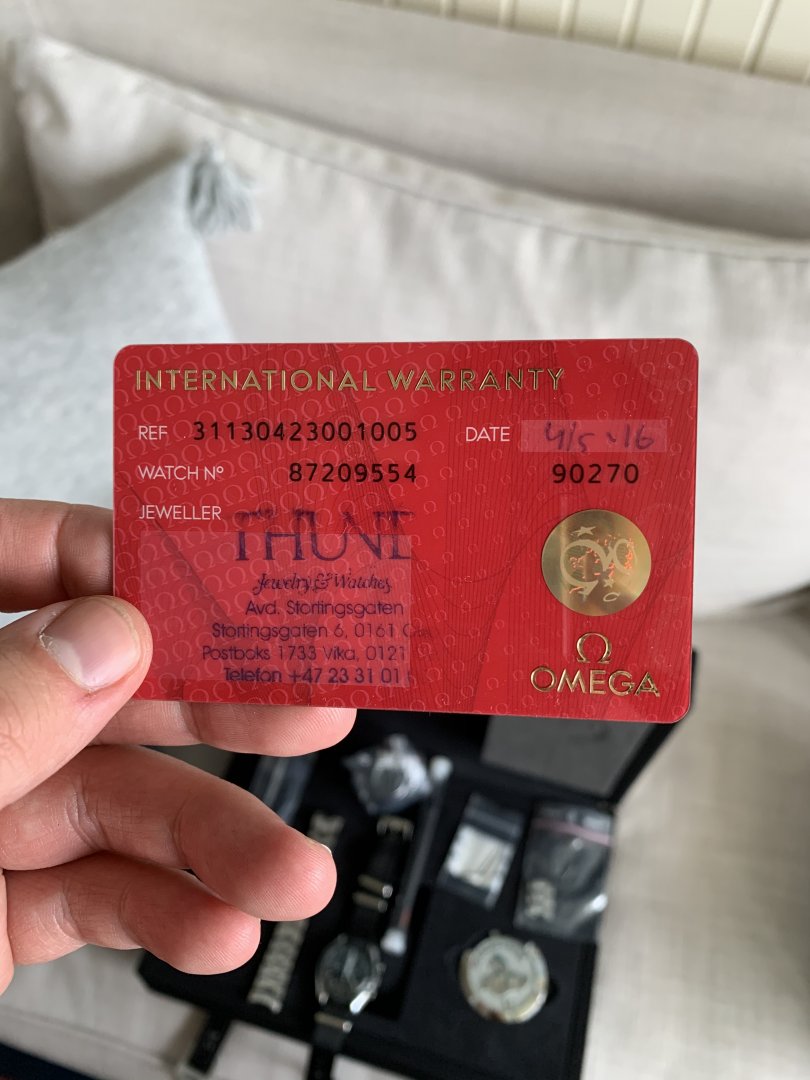 INTERNATIONAL WARRANTY
REF 31130423001005 DATE 4/5-16
WATCH Nº 87209554 90270
JEWELLER
THUNE
Jewelry & Watches
Avd. Stortingsgaten
Stortingsgaten 6, 0161
Postboks 1733 Vika, 0121
Telefon +47 23 31 01
Ω
OMEGA